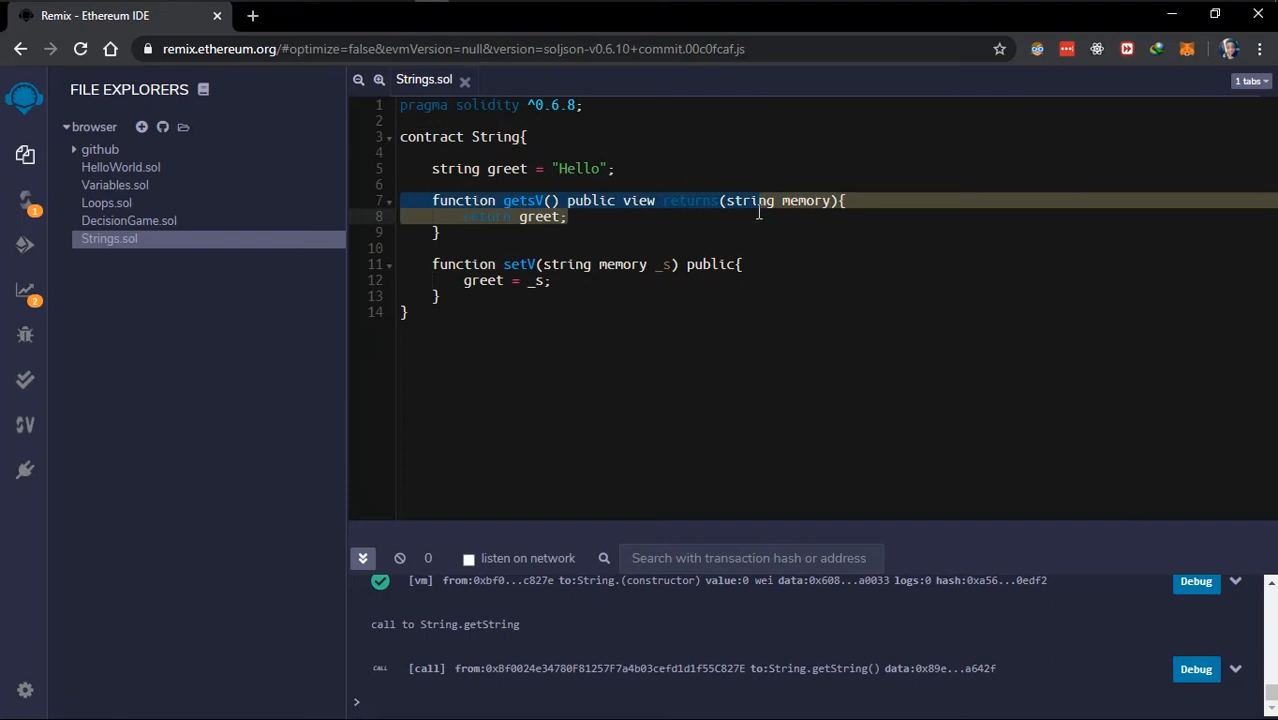 Remix - Ethereum IDE
remix.ethereum.org/#optimize=false&evmVersion=null&version=soljson-v0.6.10+commit.00c0fcaf.js
FILE EXPLORERS
browser
github
HelloWorld.sol
Variables.sol
Loops.sol
DecisionGame.sol
Strings.sol
1
1
SV
Strings.sol
1 tabs
1 pragma solidity ^0.6.8;
2
3 contract String{
4
5 string greet = "Hello";
6
7 function getsV() public view returns(string memory){
8 return greet;
9 }
10
11 function setV(string memory _s) public{
12 greet = _s;
13 }
14 }
0 listen on network Search with transaction hash or address
[vm] from:0xbf0...c827e to:String.(constructor) value:0 wei data:0x608...a0033 logs:0 hash:0xa56...0edf2 Debug
call to String.getString
CALL [call] from:0xBf0024e34780F81257F7a4b03cefd1d1f55C827E to:String.getString() data:0x89e...a642f Debug
>